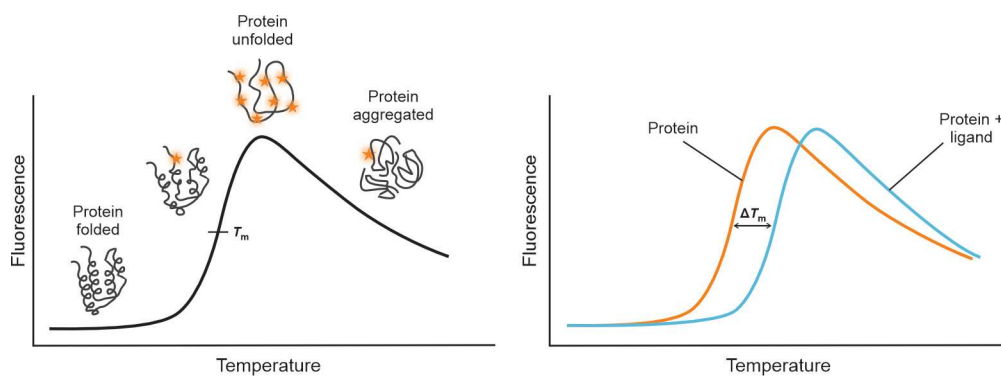 Protein
unfolded
Protein
aggregated
Protein
folded
Tm
Fluorescence
Temperature
Protein
Protein +
ligand
ΔTm
Fluorescence
Temperature